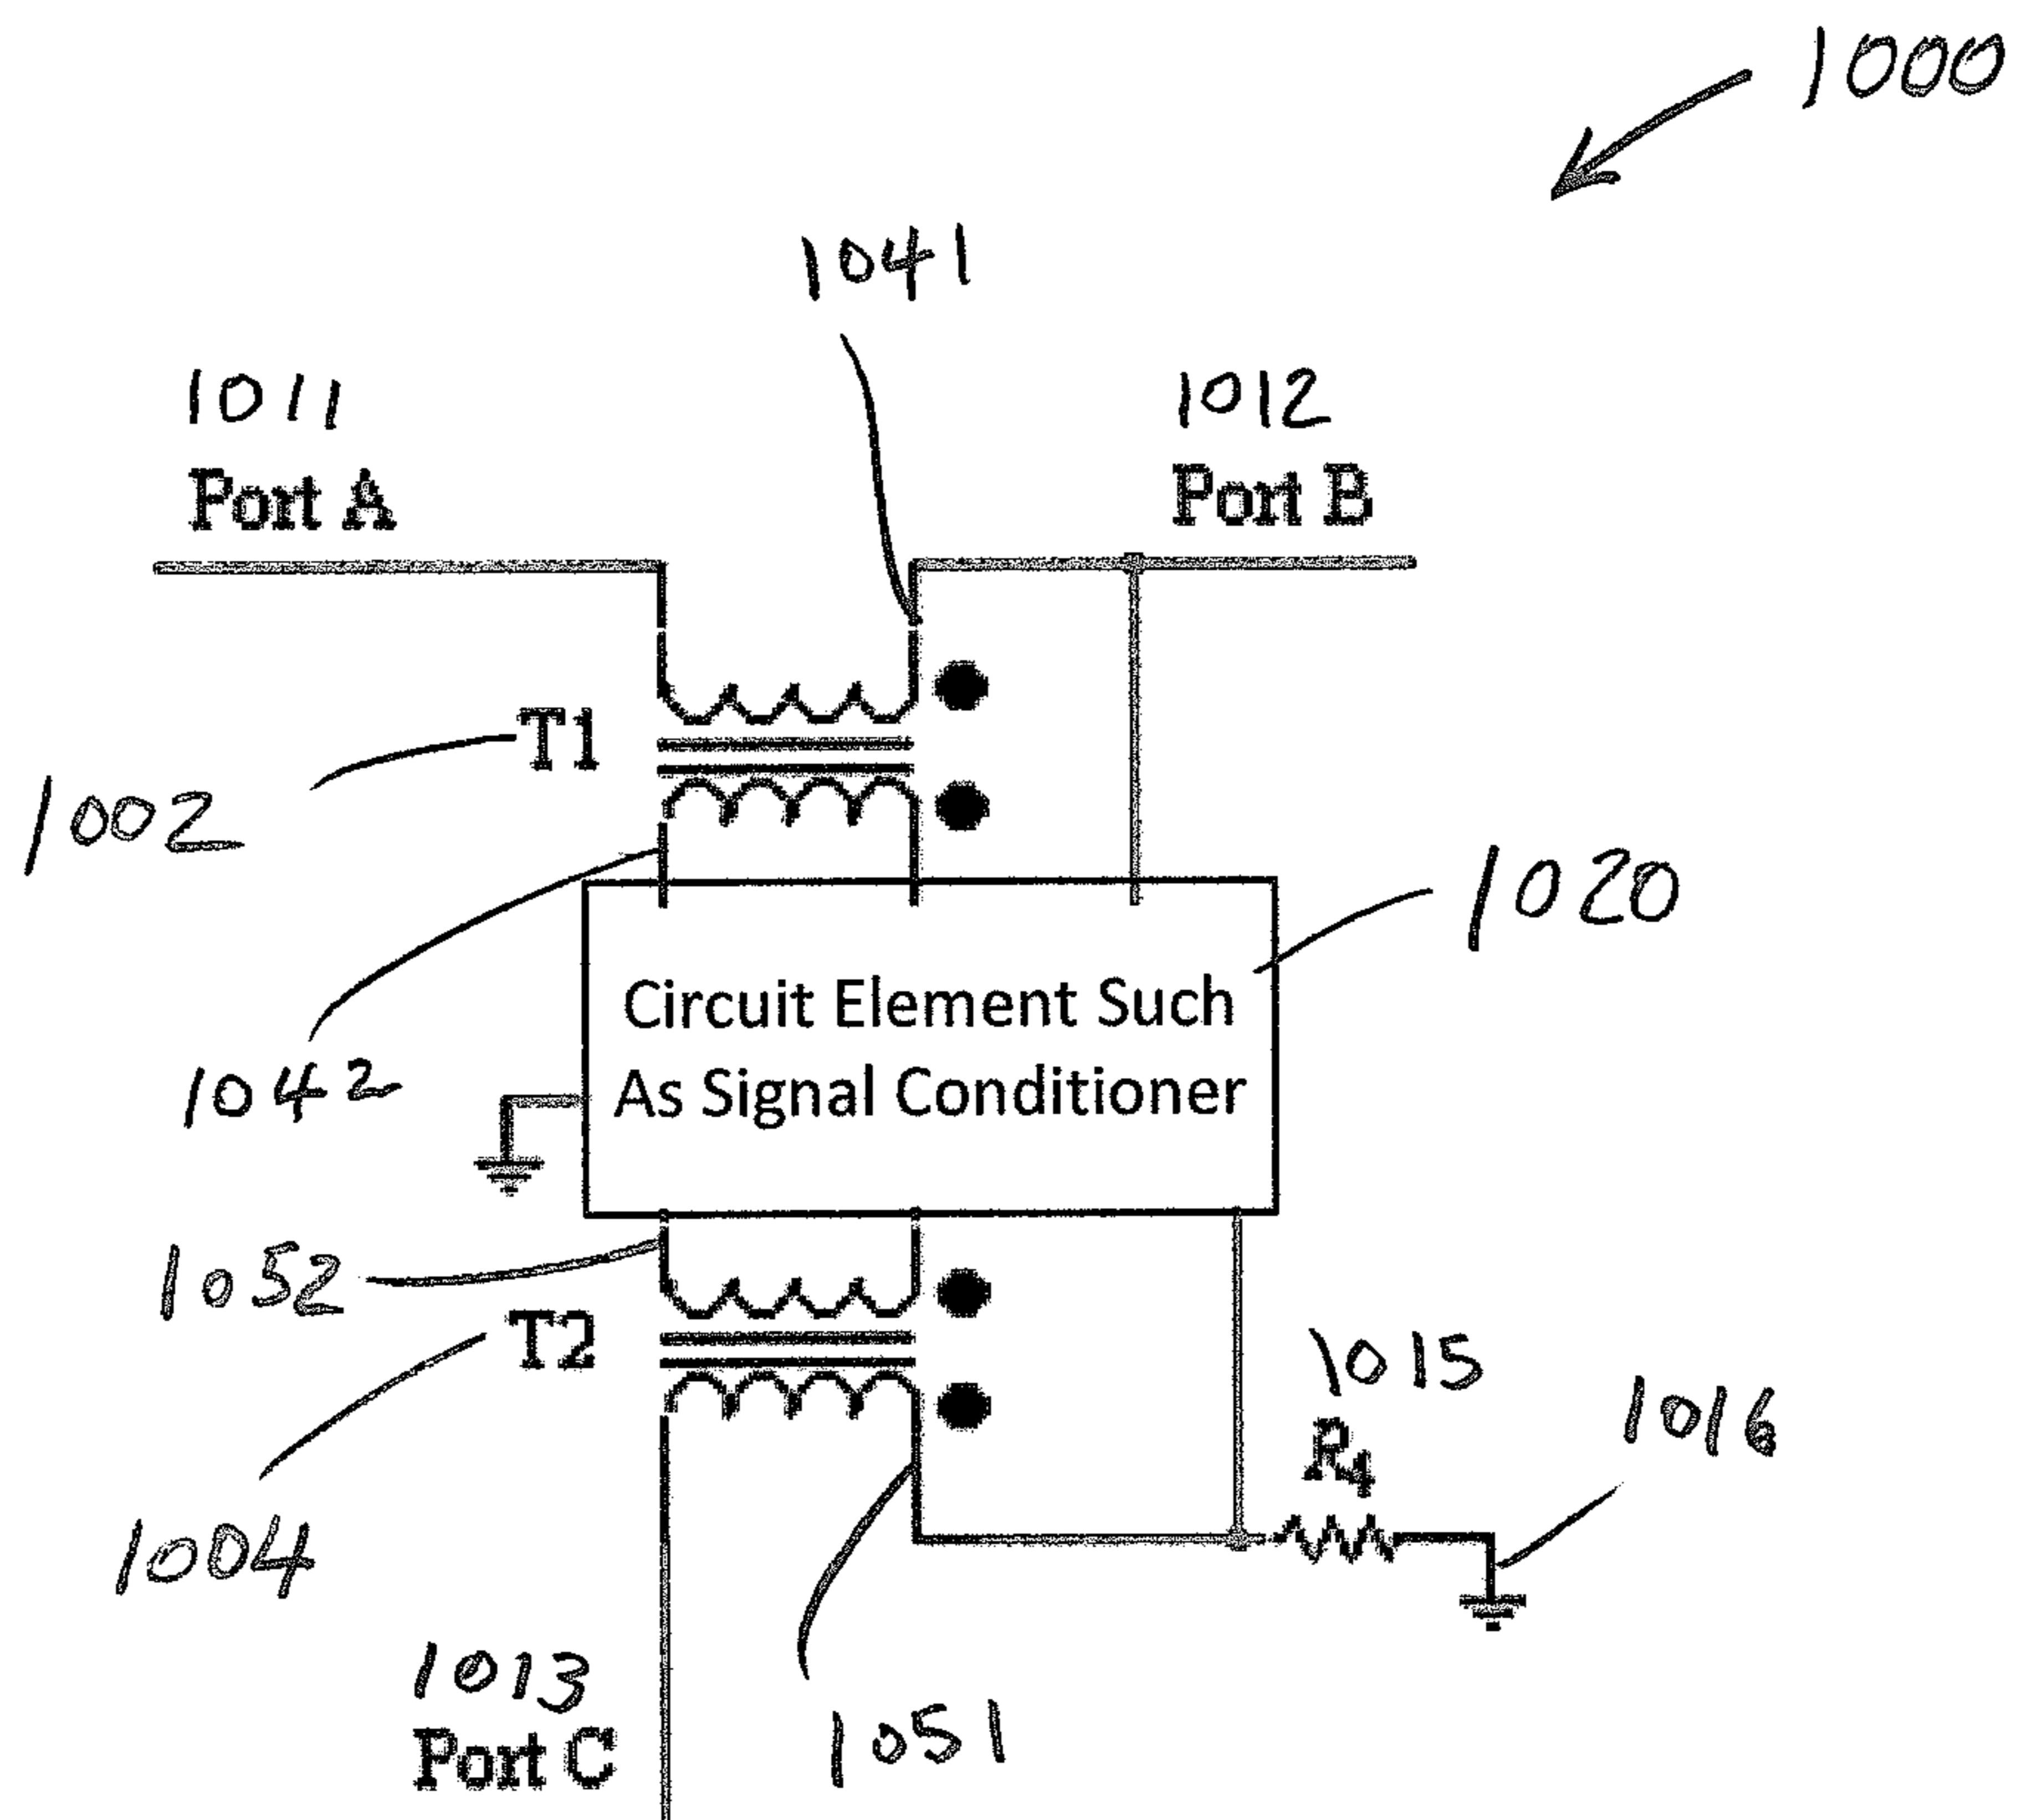 1000
1041
1011
Port A
1012
Port B
T1
1002
1020
Circuit Element Such
As Signal Conditioner
1042
1052
T2
1004
1015
R4
1016
1013
Port C
1051